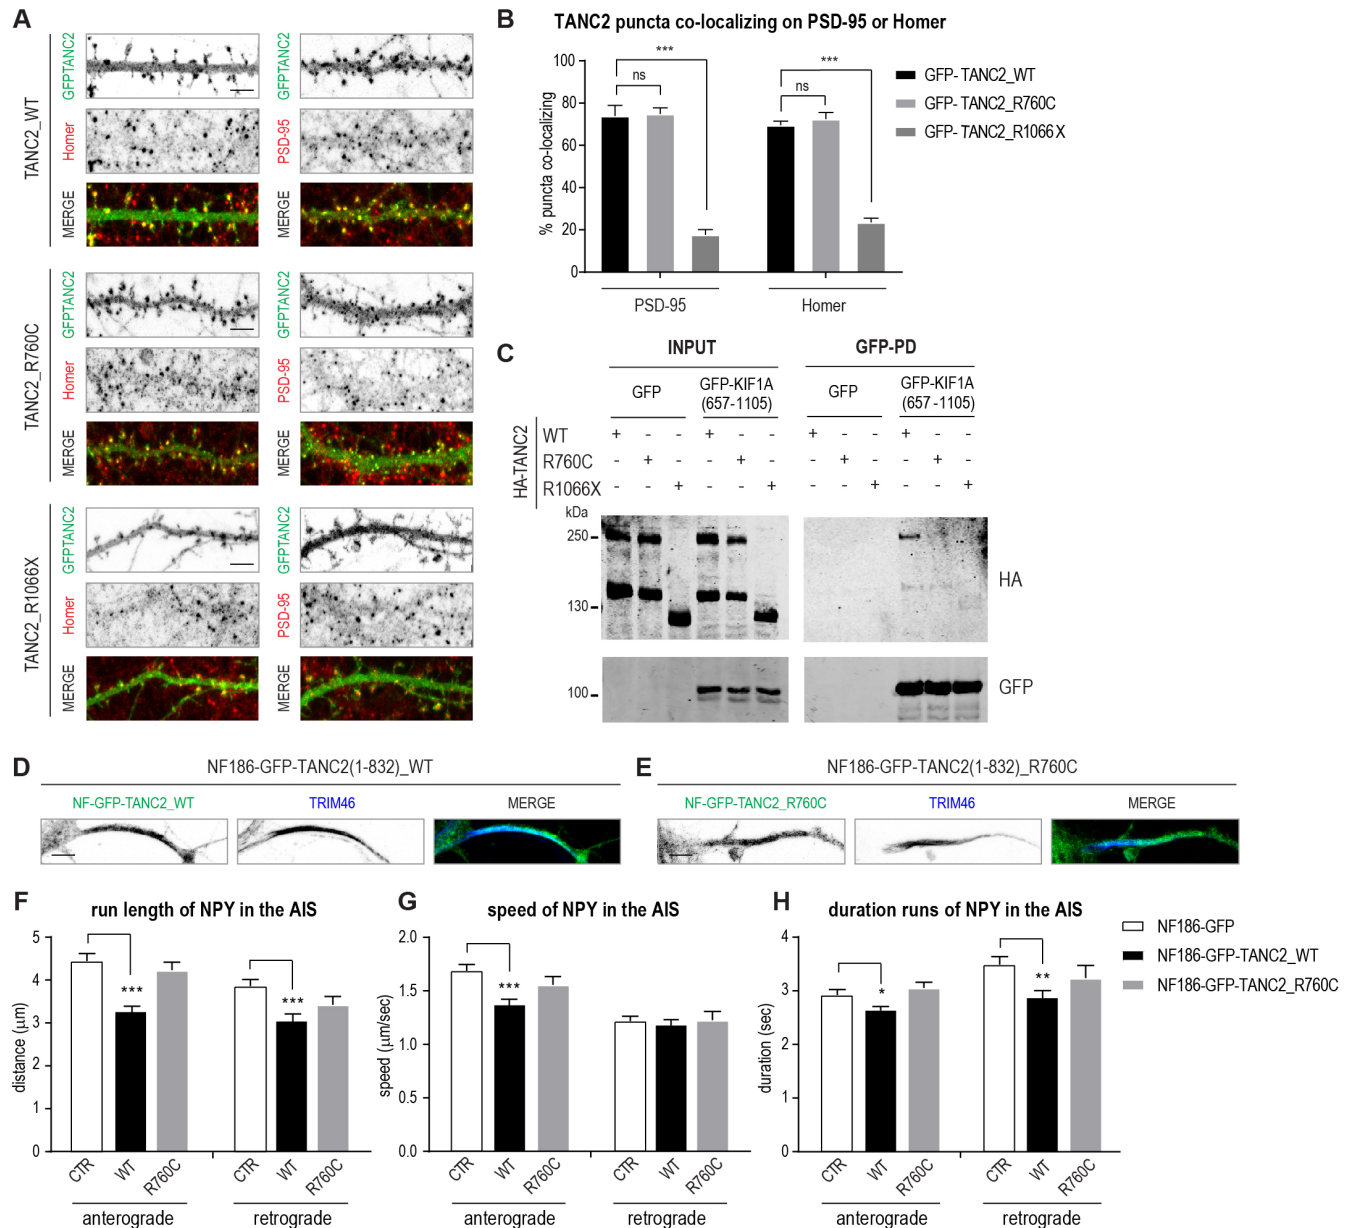 A
TANC2_WT
GFPTANC2
GFPTANC2
Homer
PSD-95
MERGE
MERGE
TANC2_R760C
GFPTANC2
GFPTANC2
Homer
PSD-95
MERGE
MERGE
TANC2_R1066X
GFPTANC2
GFPTANC2
Homer
PSD-95
MERGE
MERGE
B
TANC2 puncta co-localizing on PSD-95 or Homer
% puncta co-localizing
100
80
60
40
20
0
***
ns
***
ns
PSD-95
Homer
GFP- TANC2_WT
GFP- TANC2_R760C
GFP- TANC2_R1066X
C
INPUT
GFP-PD
GFP
GFP-KIF1A
(657-1105)
GFP
GFP-KIF1A
(657-1105)
HA-TANC2
WT + - - + - - + - - + - -
R760C - + - - + - - + - - + -
R1066X - - + - - + - - + - - +
kDa
250
130
100
HA
GFP
D
NF186-GFP-TANC2(1-832)_WT
NF-GFP-TANC2_WT
TRIM46
MERGE
E
NF186-GFP-TANC2(1-832)_R760C
NF-GFP-TANC2_R760C
TRIM46
MERGE
F
run length of NPY in the AIS
distance (µm)
5
4
3
2
1
0
***
***
CTR
WT
R760C
CTR
WT
R760C
anterograde
retrograde
G
speed of NPY in the AIS
speed (µm/sec)
2.0
1.5
1.0
0.5
0.0
***
CTR
WT
R760C
CTR
WT
R760C
anterograde
retrograde
H
duration runs of NPY in the AIS
duration (sec)
4
3
2
1
0
*
**
CTR
WT
R760C
CTR
WT
R760C
anterograde
retrograde
NF186-GFP
NF186-GFP-TANC2_WT
NF186-GFP-TANC2_R760C